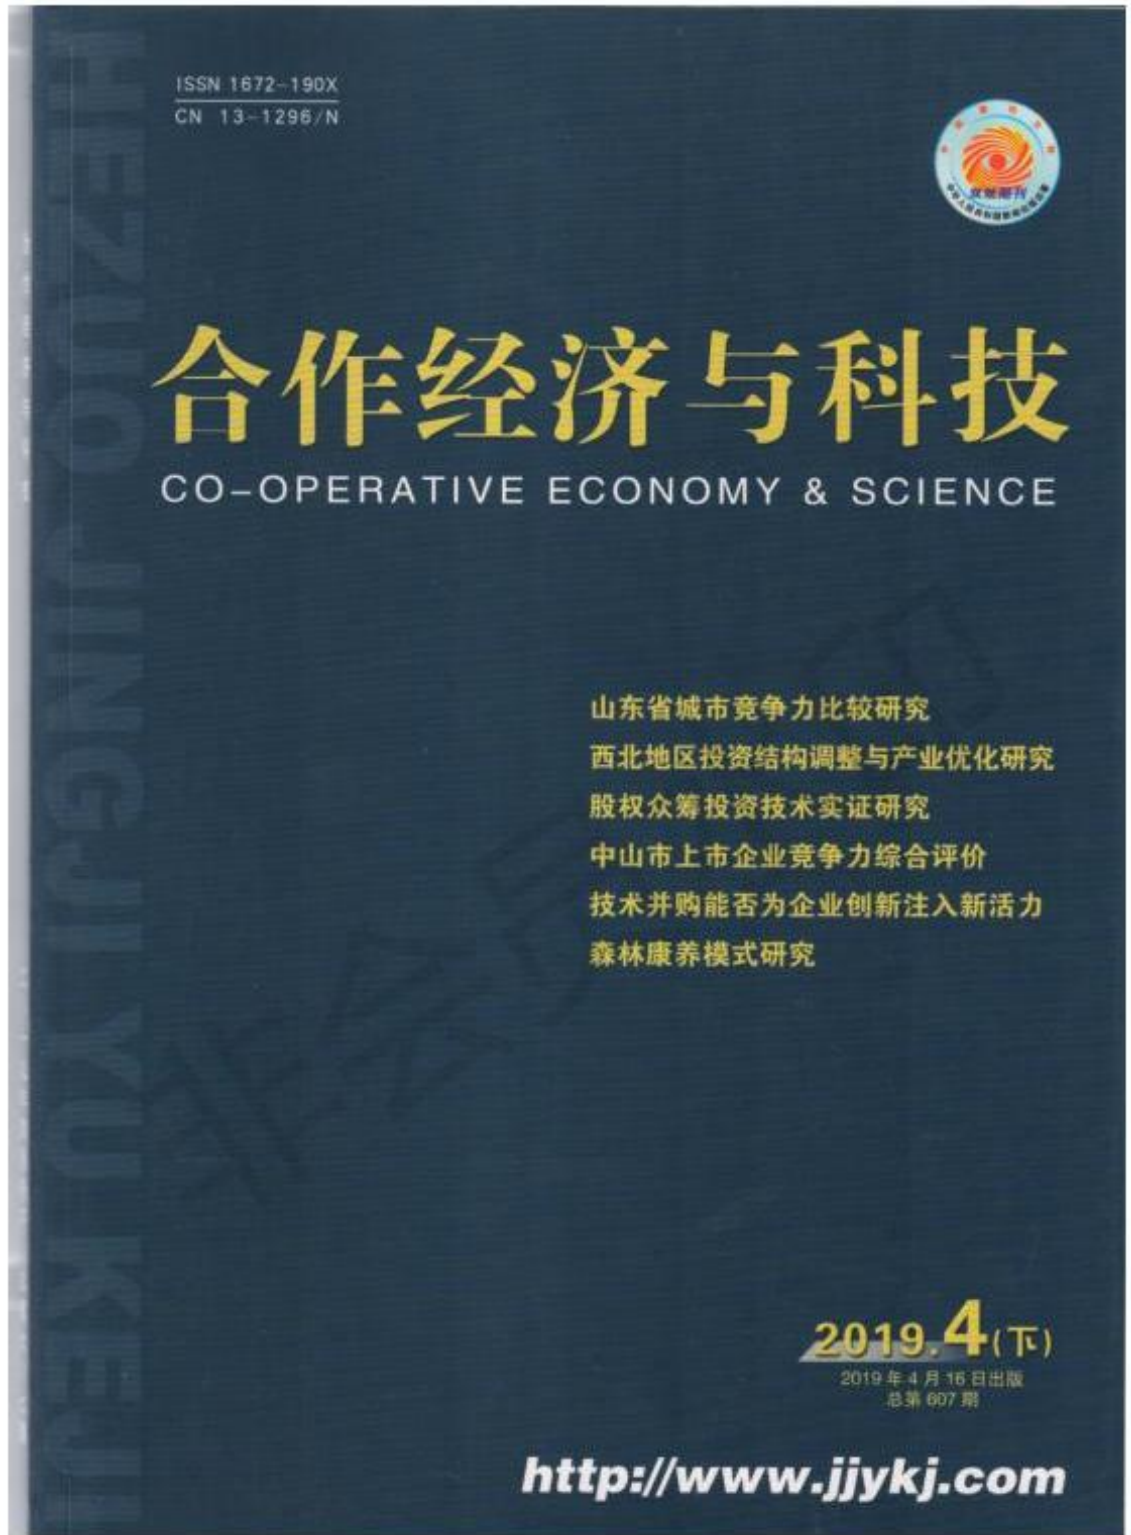 ISSN 1672-190X
CN 13-1296/N
双效期刊
合作经济与科技
CO-OPERATIVE ECONOMY & SCIENCE
山东省城市竞争力比较研究
西北地区投资结构调整与产业优化研究
股权众筹投资技术实证研究
中山市上市企业竞争力综合评价
技术并购能否为企业创新注入新活力
森林康养模式研究
2019.4(下)
2019年4月16日出版
总第607期
http://www.jjykj.com
HEZUO JINGJI YU KEJI